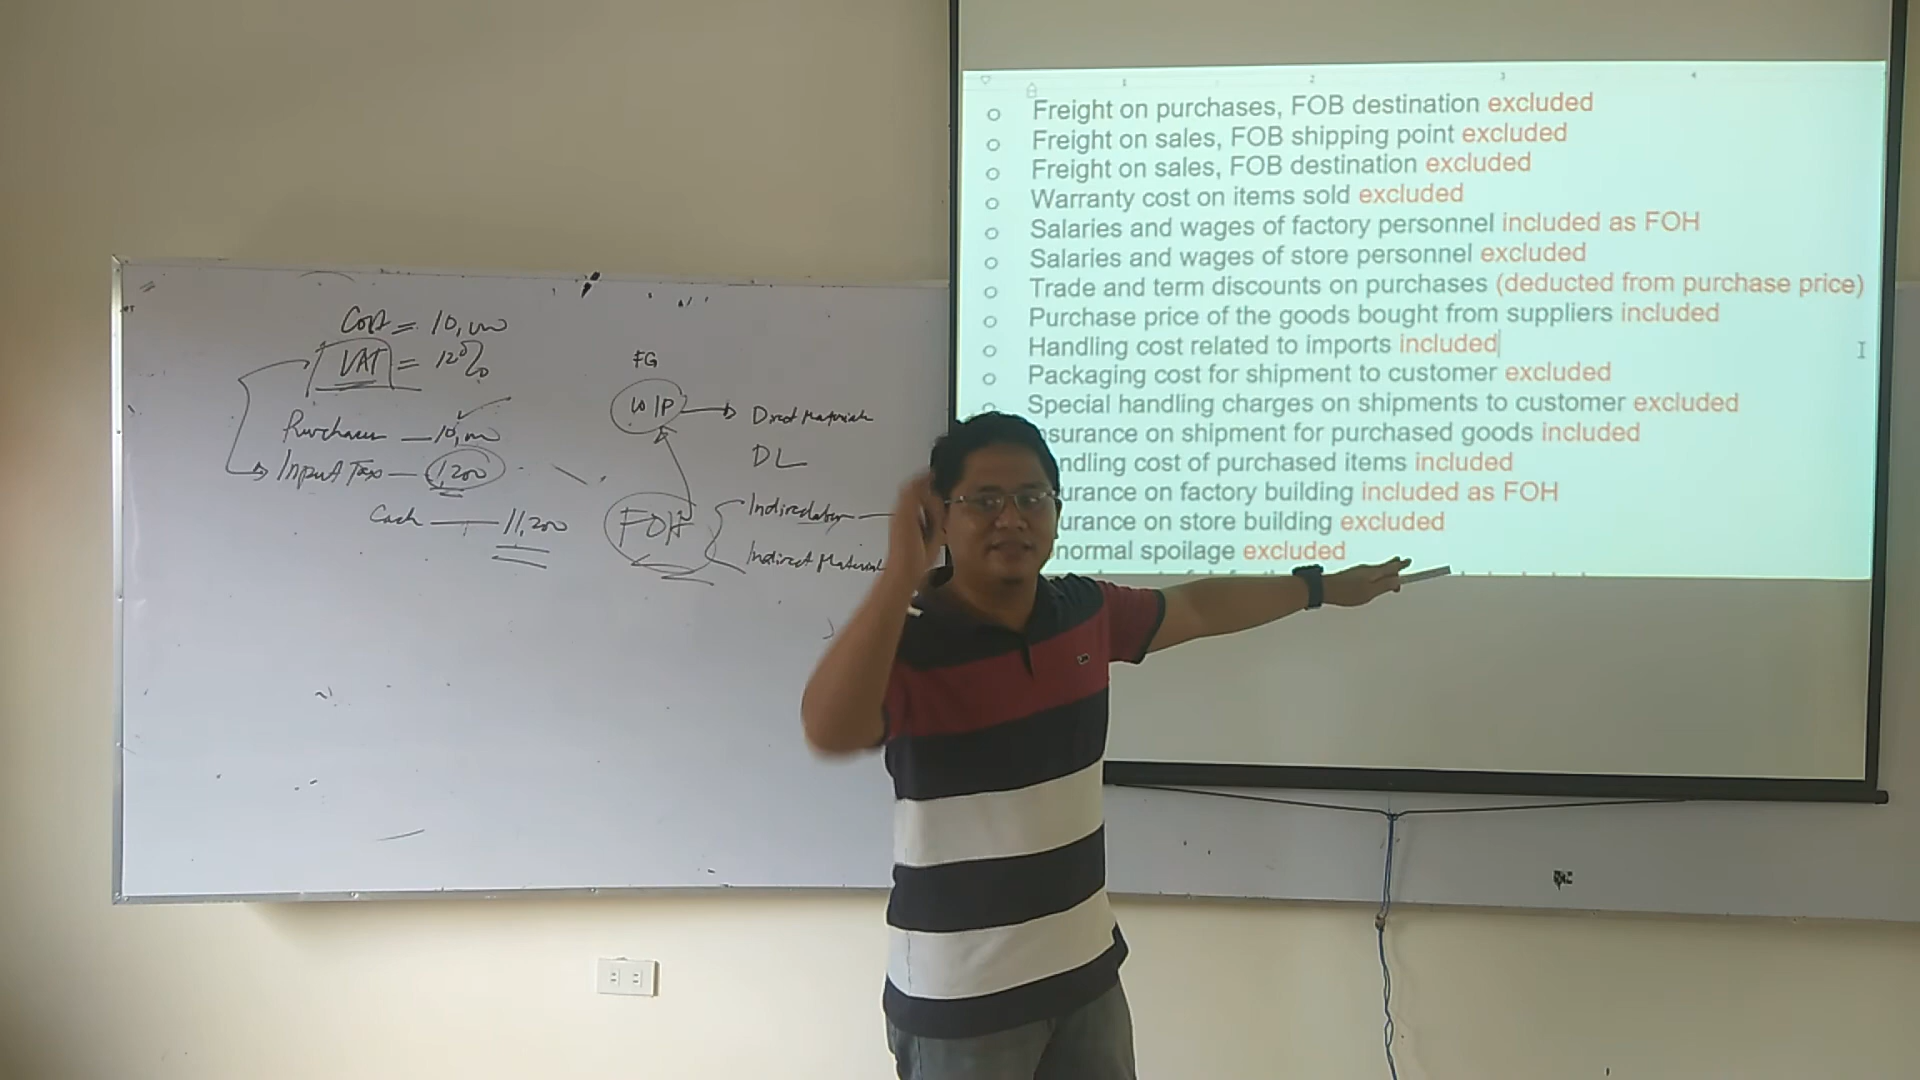 Cost = 10,000
VAT = 12%
Purchases — 10,000
Input Tax — 1,200
Cash — 11,200
FG
WIP
Direct Materials
DL
FOH
Indirect labor
Indirect Material
1 2 3 4
Freight on purchases, FOB destination excluded
Freight on sales, FOB shipping point excluded
Freight on sales, FOB destination excluded
Warranty cost on items sold excluded
Salaries and wages of factory personnel included as FOH
Salaries and wages of store personnel excluded
Trade and term discounts on purchases (deducted from purchase price)
Purchase price of the goods bought from suppliers included
Handling cost related to imports included
Packaging cost for shipment to customer excluded
Special handling charges on shipments to customer excluded
surance on shipment for purchased goods included
ndling cost of purchased items included
urance on factory building included as FOH
urance on store building excluded
normal spoilage excluded